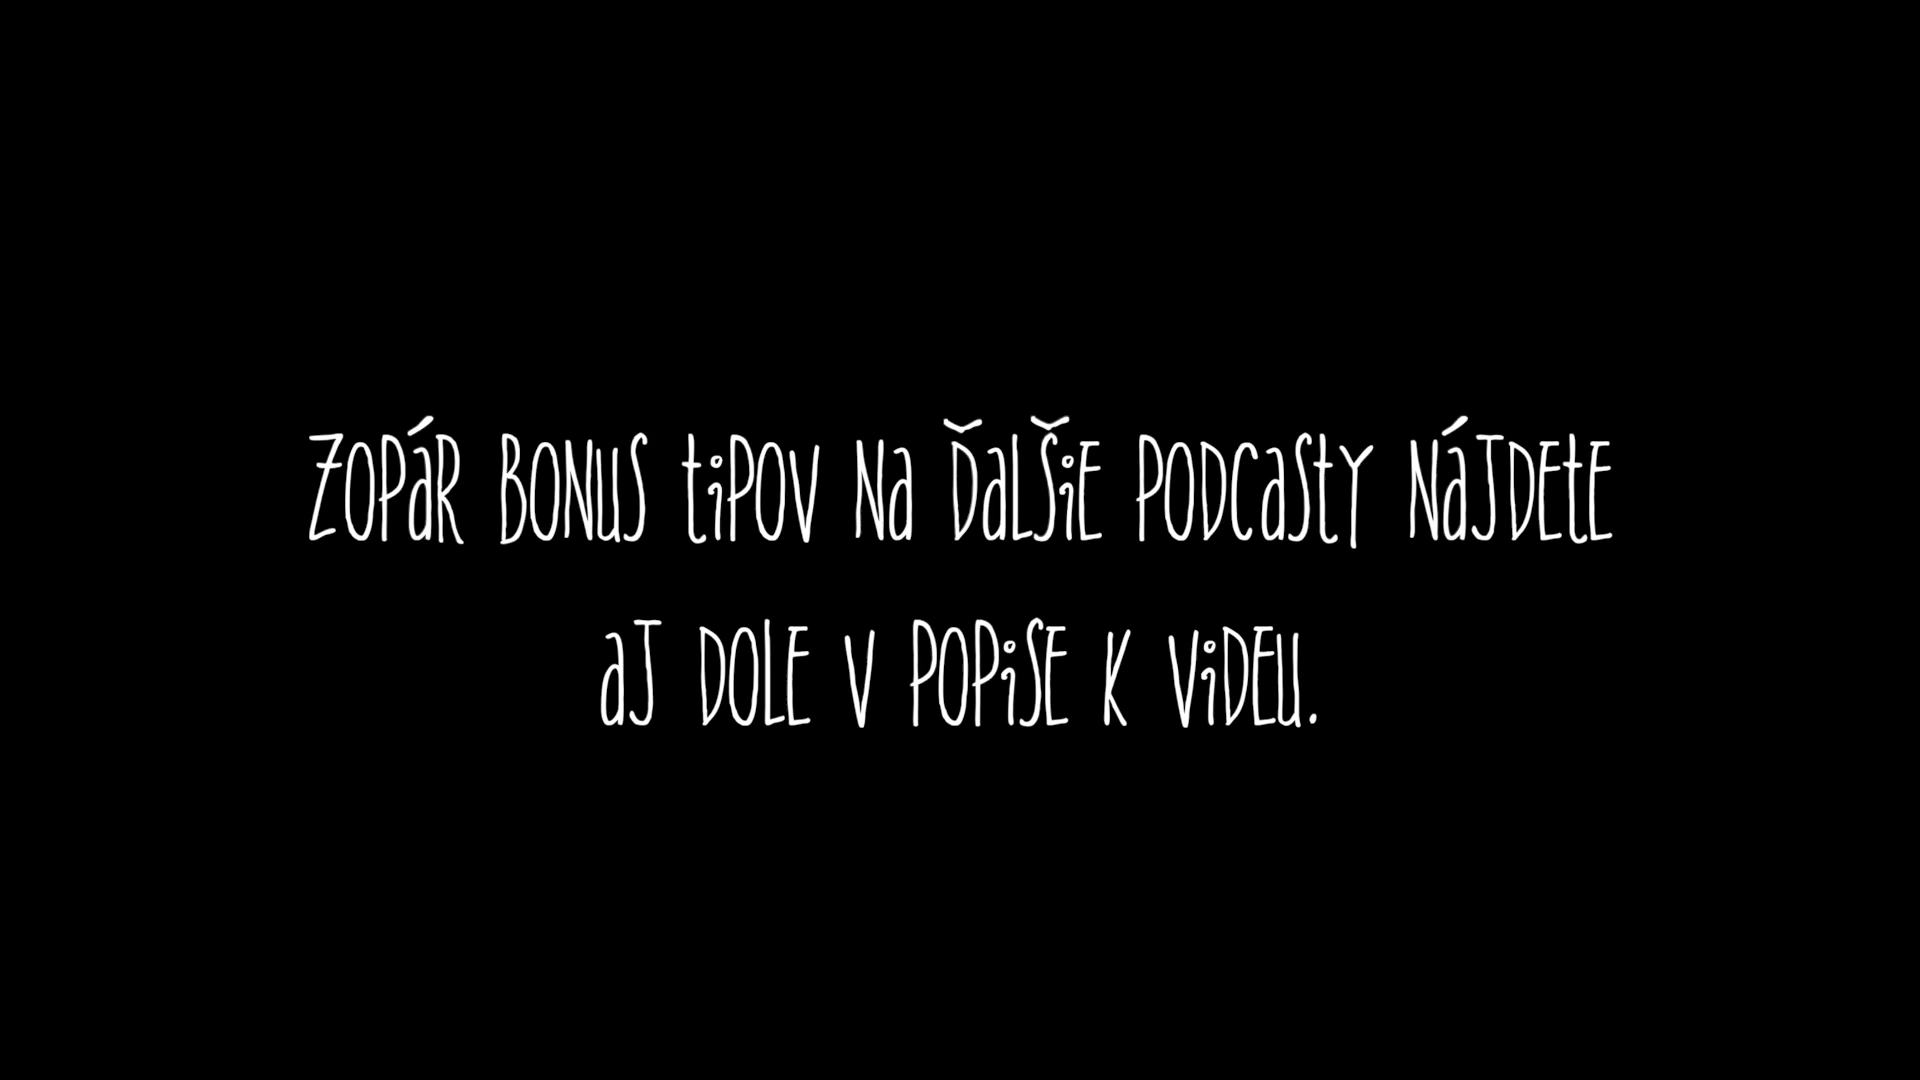 Zopár bonus tipov na ďalšie podcasty nájdete
aj dole v popise k videu.